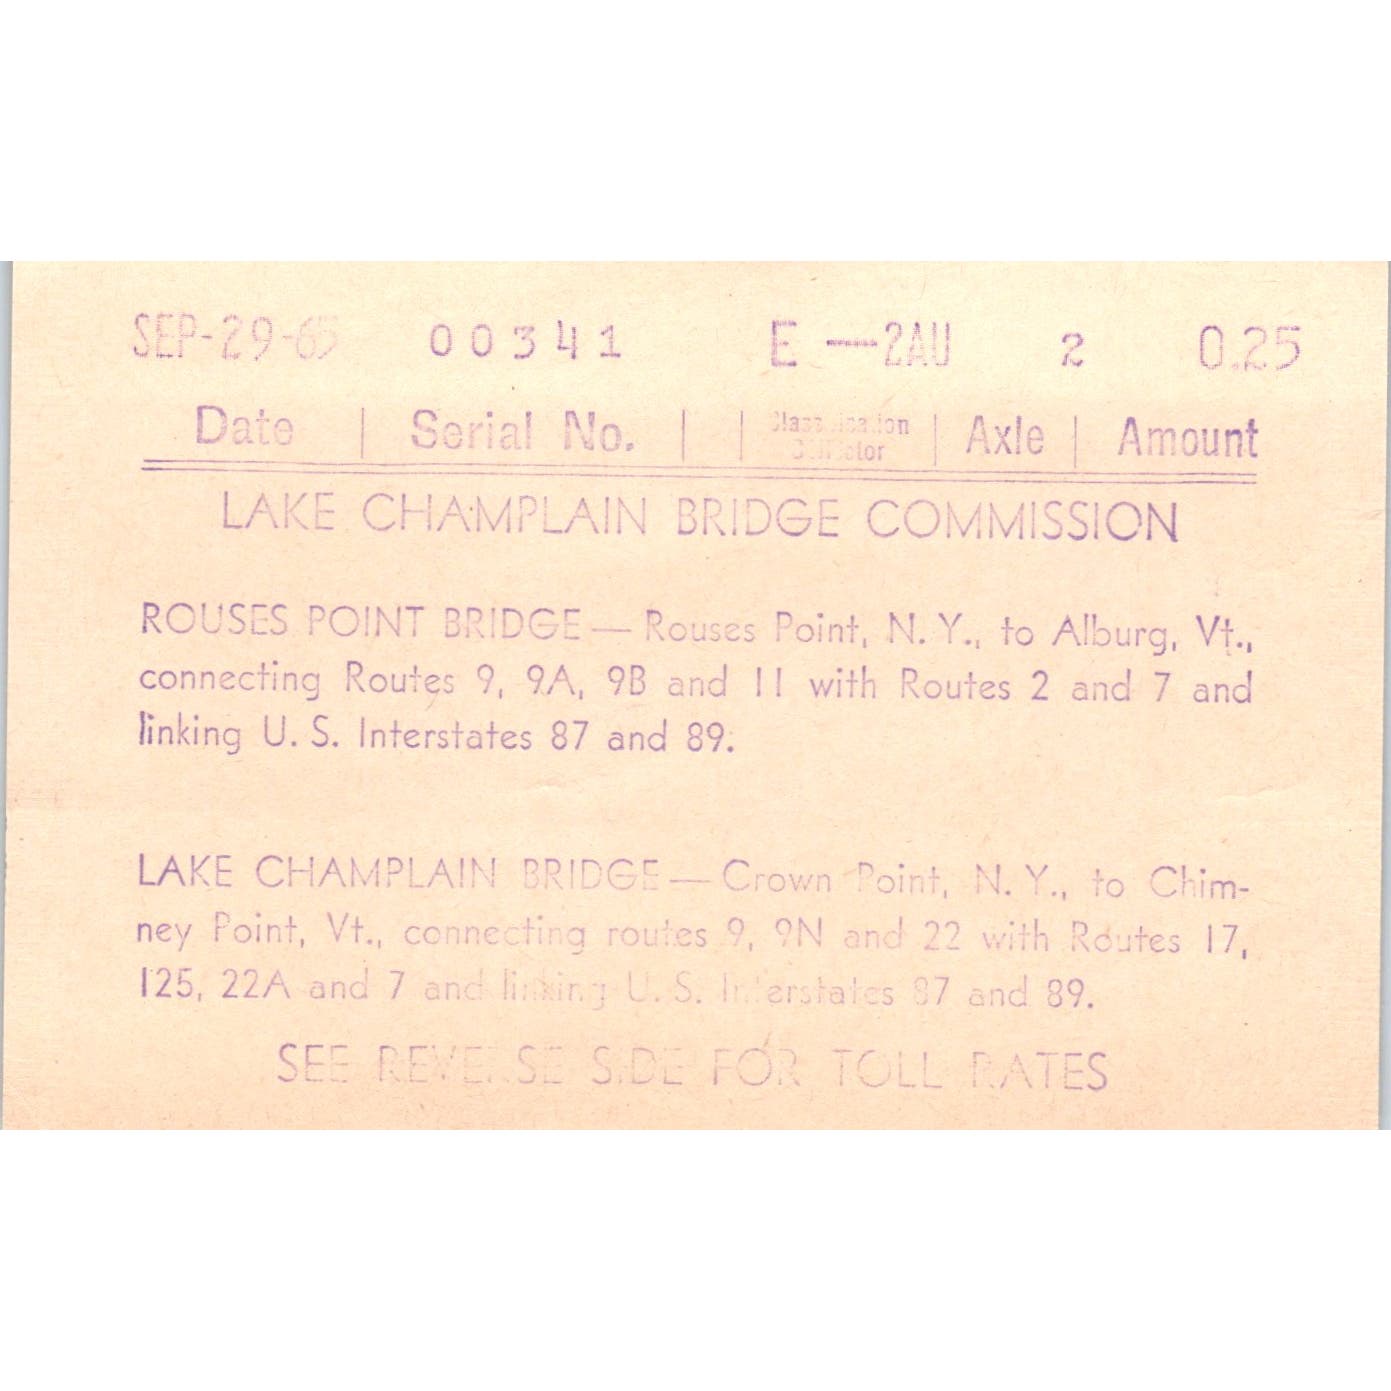 SEP-29-65 00341 E —2AU 2 0.25
Date | Serial No. | | Classification Collector | Axle | Amount
LAKE CHAMPLAIN BRIDGE COMMISSION
ROUSES POINT BRIDGE — Rouses Point, N. Y., to Alburg, Vt.,
connecting Routes 9, 9A, 9B and 11 with Routes 2 and 7 and
linking U. S. Interstates 87 and 89.
LAKE CHAMPLAIN BRIDGE — Crown Point, N. Y., to Chim-
ney Point, Vt., connecting routes 9, 9N and 22 with Routes 17,
125, 22A and 7 and linking U. S. Interstates 87 and 89.
SEE REVERSE SIDE FOR TOLL RATES